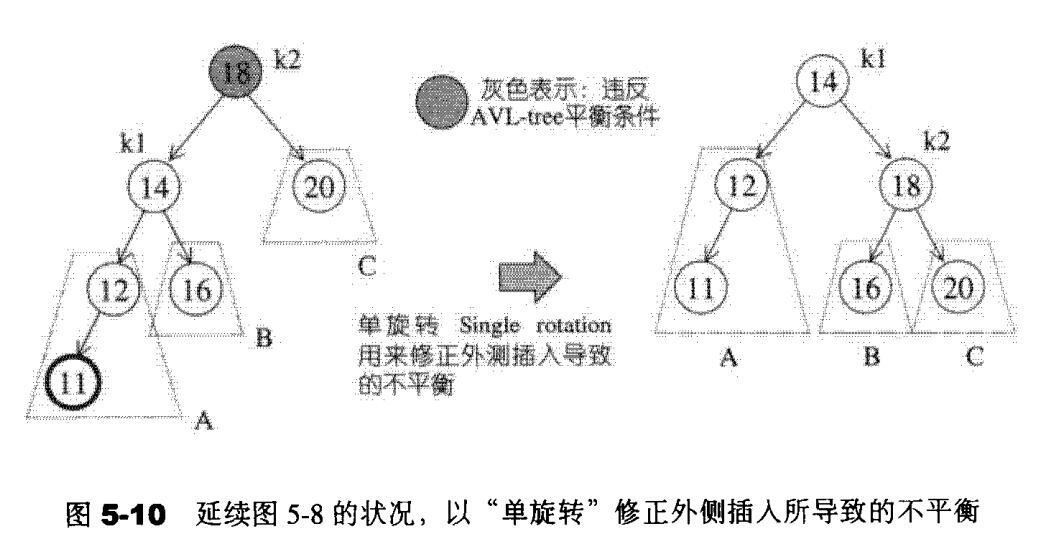 18
k2
k1
14
20
C
12
16
B
11
A
灰色表示：违反
AVL-tree平衡条件
单旋转 Single rotation
用来修正外测插入导致
的不平衡
14
k1
k2
12
18
11
16
20
A
B
C
图 5-10 延续图 5-8 的状况，以“单旋转”修正外侧插入所导致的不平衡